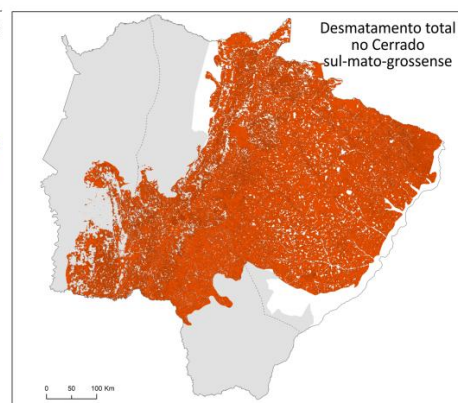 Desmatamento total
no Cerrado
sul-mato-grossense
0 50 100 Km